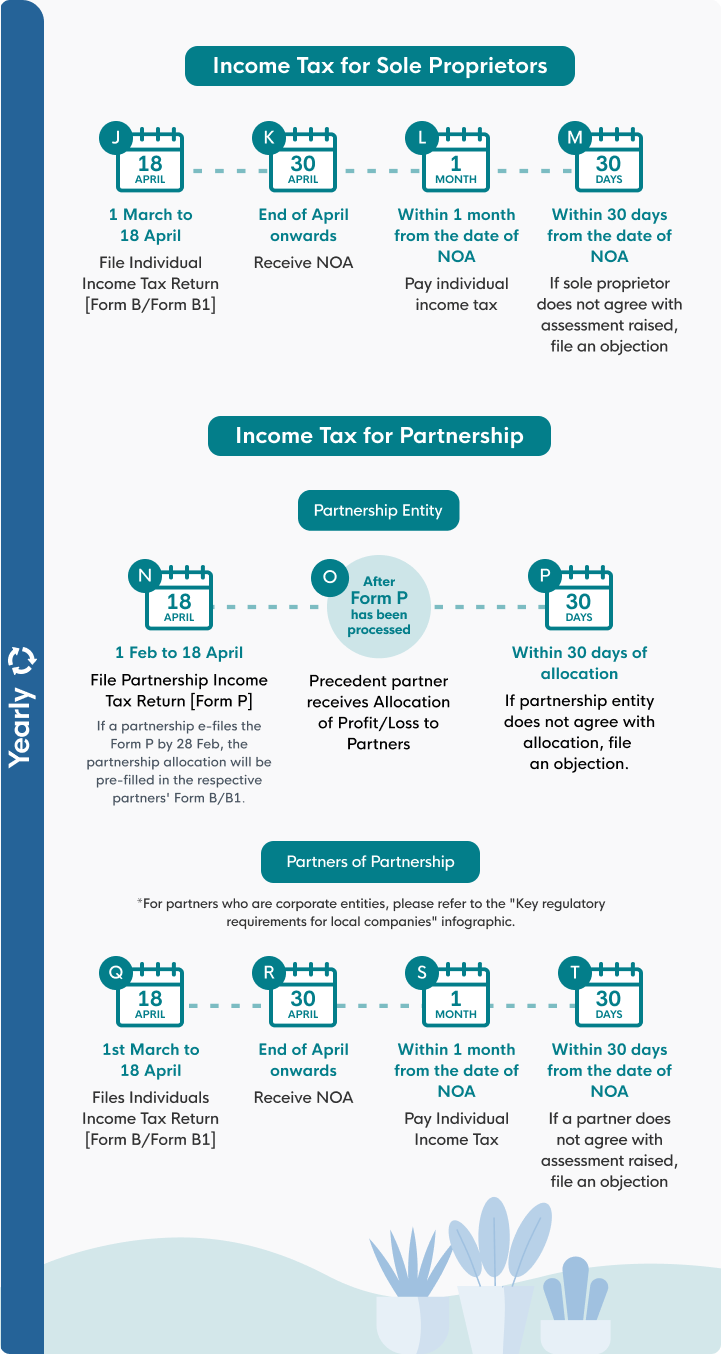 Yearly
Income Tax for Sole Proprietors
J
18
APRIL
1 March to
18 April
File Individual
Income Tax Return
[Form B/Form B1]
K
30
APRIL
End of April
onwards
Receive NOA
L
1
MONTH
Within 1 month
from the date of
NOA
Pay individual
income tax
M
30
DAYS
Within 30 days
from the date of
NOA
If sole proprietor
does not agree with
assessment raised,
file an objection
Income Tax for Partnership
Partnership Entity
N
18
APRIL
1 Feb to 18 April
File Partnership Income
Tax Return [Form P]
If a partnership e-files the
Form P by 28 Feb, the
partnership allocation will be
pre-filled in the respective
partners' Form B/B1.
O
After
Form P
has been
processed
Precedent partner
receives Allocation
of Profit/Loss to
Partners
P
30
DAYS
Within 30 days of
allocation
If partnership entity
does not agree with
allocation, file
an objection.
Partners of Partnership
*For partners who are corporate entities, please refer to the "Key regulatory
requirements for local companies" infographic.
Q
18
APRIL
1st March to
18 April
Files Individuals
Income Tax Return
[Form B/Form B1]
R
30
APRIL
End of April
onwards
Receive NOA
S
1
MONTH
Within 1 month
from the date of
NOA
Pay Individual
Income Tax
T
30
DAYS
Within 30 days
from the date of
NOA
If a partner does
not agree with
assessment raised,
file an objection